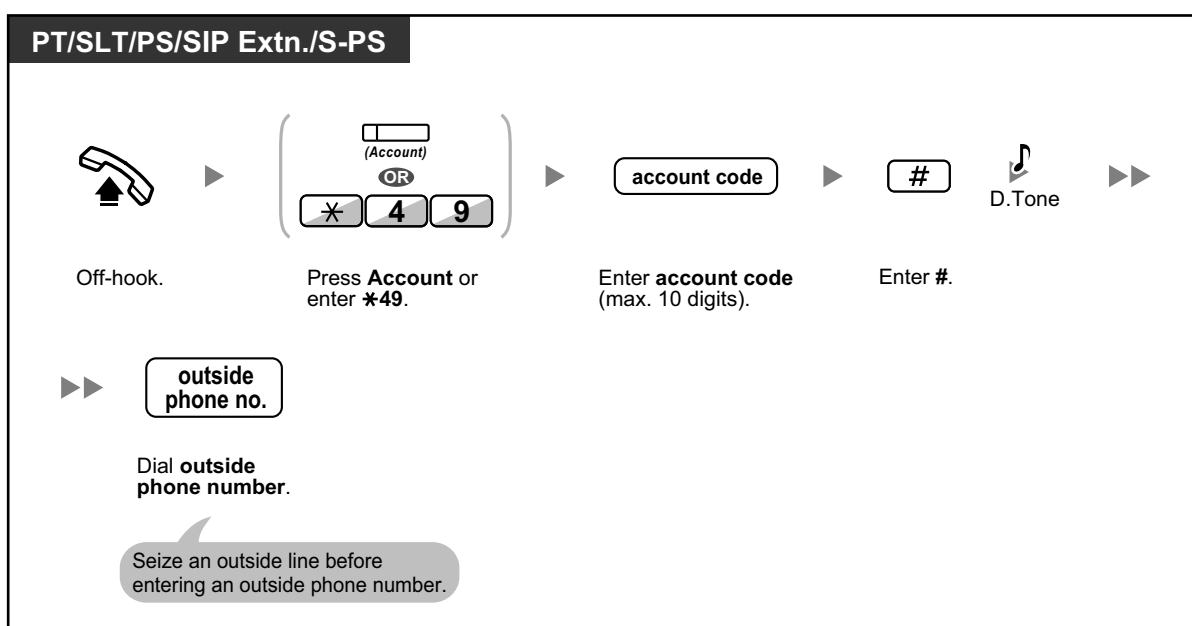 PT/SLT/PS/SIP Extn./S-PS
(Account)
OR
* 4 9
account code
#
D.Tone
Off-hook.
Press Account or
enter *49.
Enter account code
(max. 10 digits).
Enter #.
outside
phone no.
Dial outside
phone number.
Seize an outside line before
entering an outside phone number.